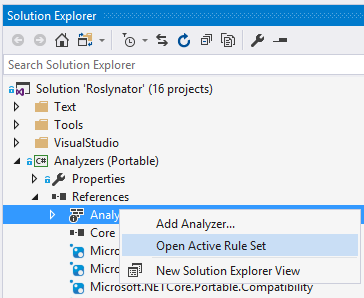 Solution Explorer
Search Solution Explorer
Solution 'Roslynator' (16 projects)
Text
Tools
VisualStudio
Analyzers (Portable)
C#
Properties
References
Analy
Add Analyzer...
Core
Open Active Rule Set
Micro
Micro
New Solution Explorer View
Microsoft.NETCore.Portable.Compatibility